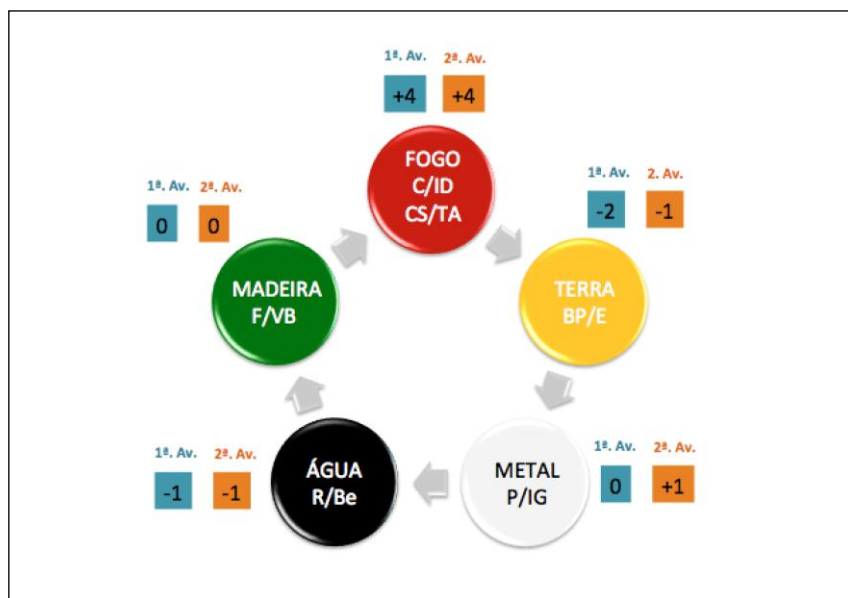 1ª. Av. 2ª. Av.
+4 +4
FOGO
C/ID
CS/TA
1ª. Av. 2. Av.
-2 -1
TERRA
BP/E
1ª. Av. 2ª. Av.
0 +1
METAL
P/IG
1ª. Av. 2ª. Av.
-1 -1
ÁGUA
R/Be
1ª. Av. 2ª. Av.
0 0
MADEIRA
F/VB